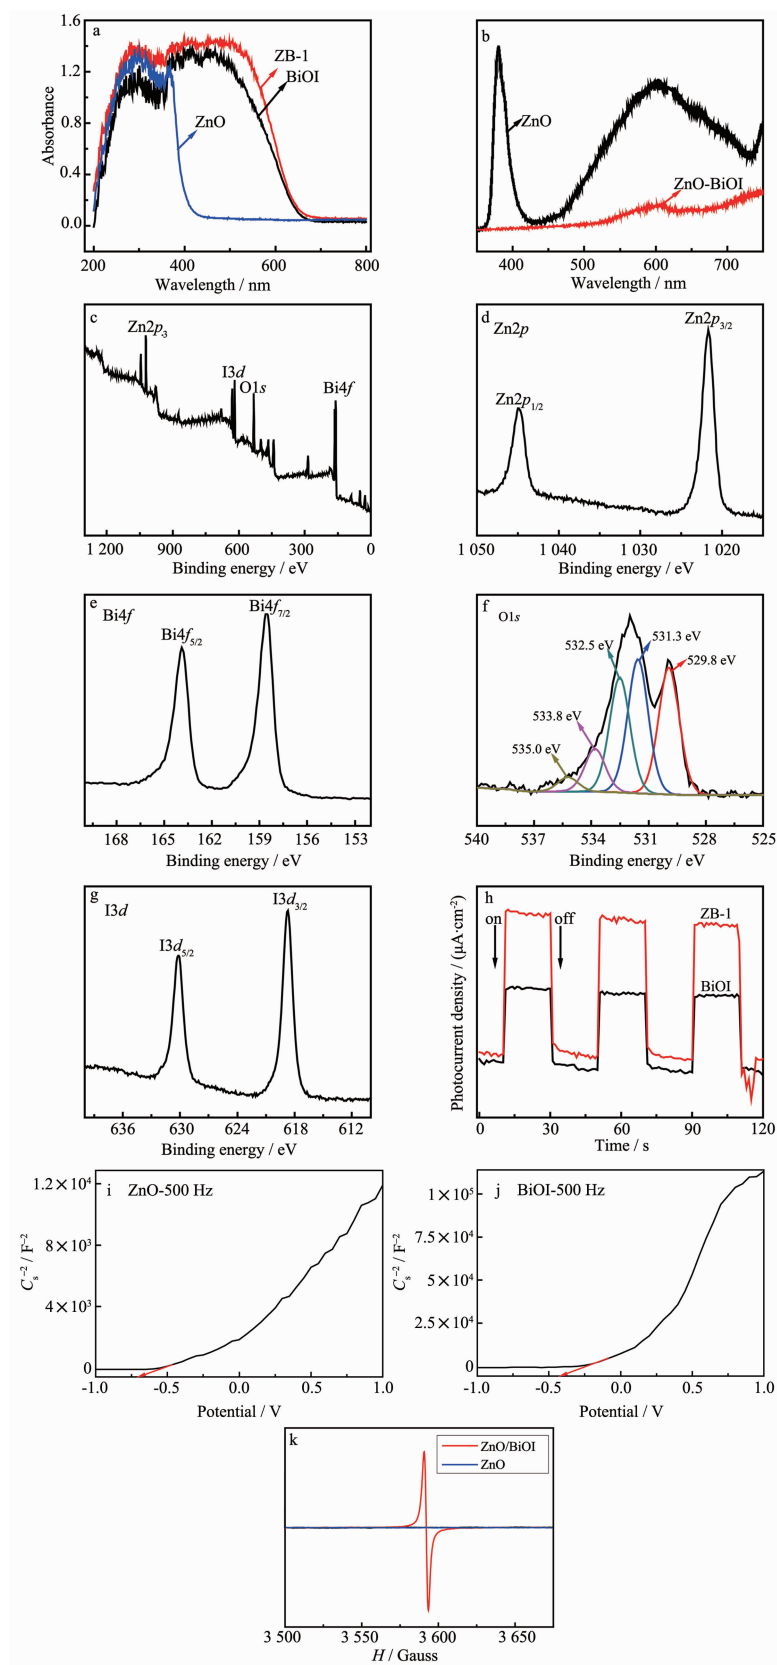 a
1.6
1.2
0.8
0.4
0.0
Absorbance
ZB-1
BiOI
ZnO
200 400 600 800
Wavelength / nm
b
ZnO
ZnO-BiOI
400 500 600 700
Wavelength / nm
c
Zn2p3
I3d
O1s
Bi4f
1 200 900 600 300 0
Binding energy / eV
d
Zn2p
Zn2p3/2
Zn2p1/2
1 050 1 040 1 030 1 020
Binding energy / eV
e
Bi4f
Bi4f7/2
Bi4f5/2
168 165 162 159 156 153
Binding energy / eV
f
O1s
532.5 eV
531.3 eV
529.8 eV
533.8 eV
535.0 eV
540 537 534 531 528 525
Binding energy / eV
g
I3d
I3d3/2
I3d5/2
636 630 624 618 612
Binding energy / eV
h
on
off
ZB-1
BiOI
Photocurrent density / (μA·cm-2)
0 30 60 90 120
Time / s
i
ZnO-500 Hz
1.2×10⁴
8×10³
4×10³
0
Cs−2 / F−2
-1.0 -0.5 0.0 0.5 1.0
Potential / V
j
BiOI-500 Hz
1×10⁵
7.5×10⁴
5×10⁴
2.5×10⁴
0
Cs−2 / F−2
-1.0 -0.5 0.0 0.5 1.0
Potential / V
k
ZnO/BiOI
ZnO
3 500 3 550 3 600 3 650
H / Gauss